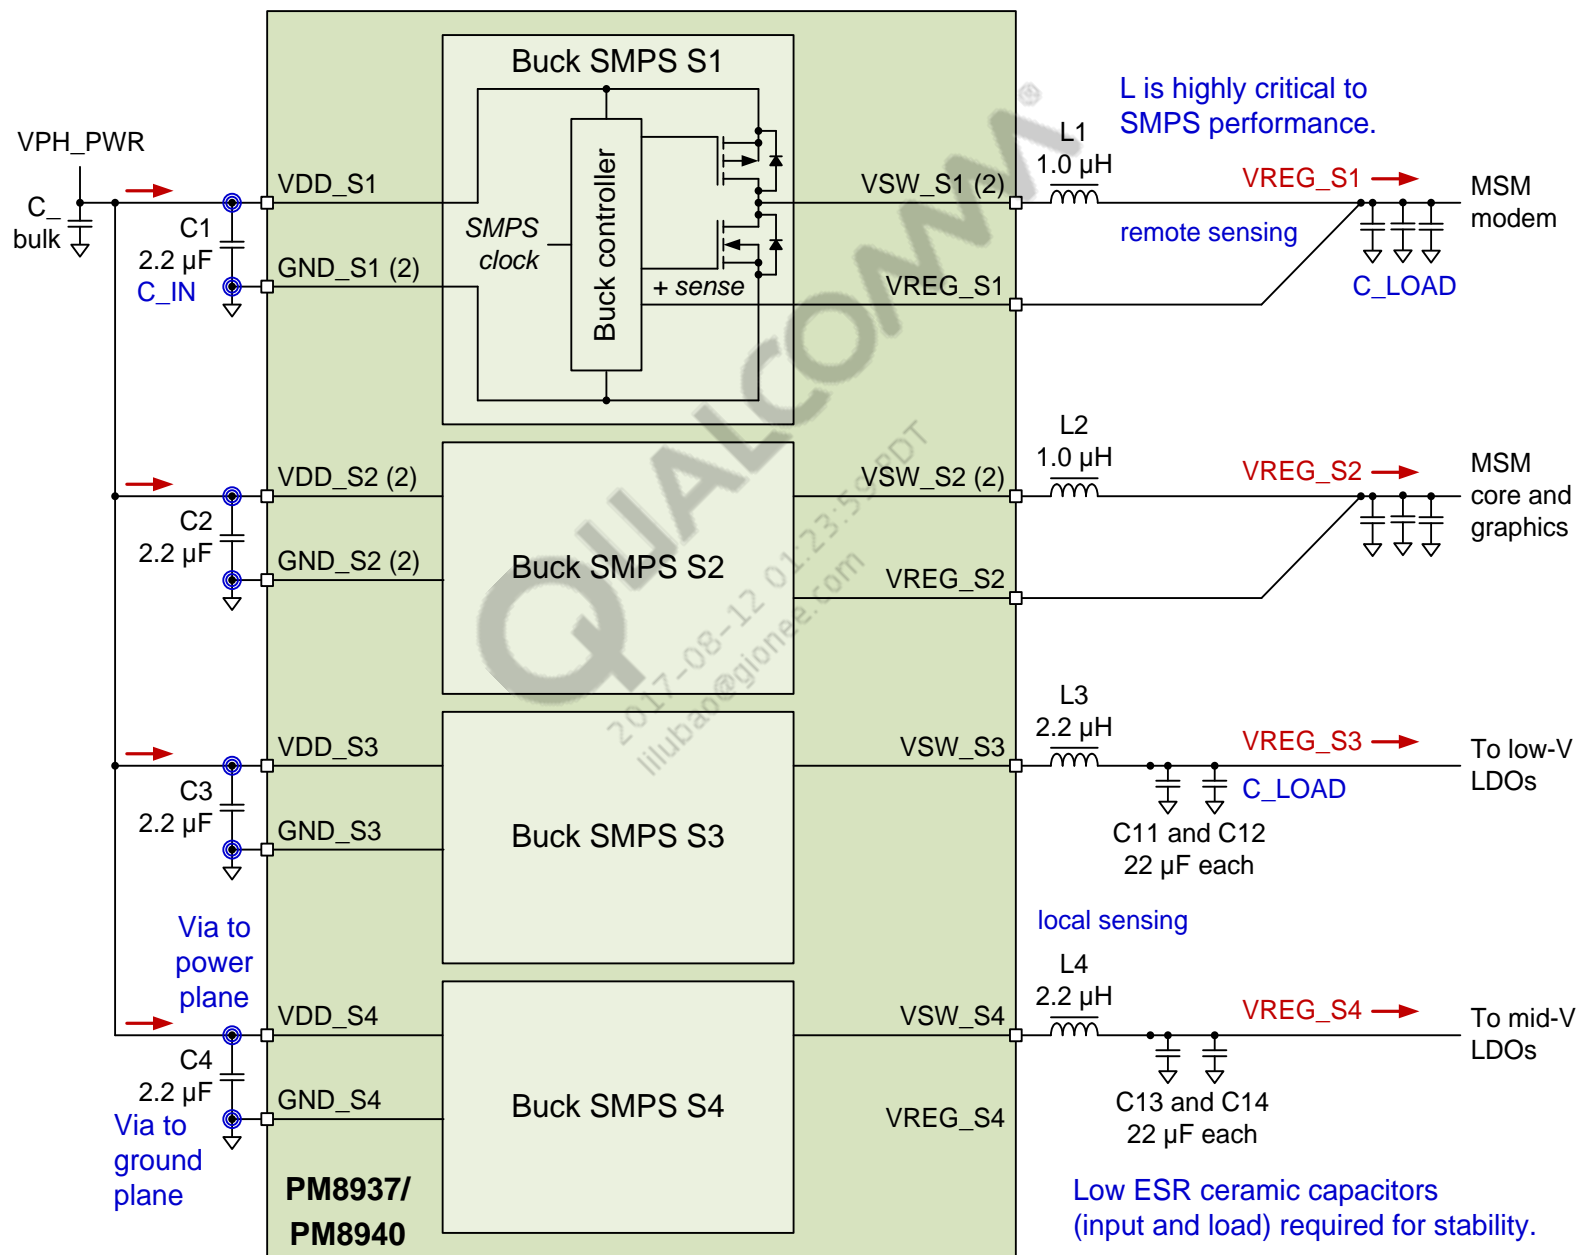 Buck SMPS S1
L is highly critical to
SMPS performance.
VPH_PWR
C_
bulk
VDD_S1
C1
2.2 µF
C_IN
GND_S1 (2)
SMPS
clock
Buck controller
+ sense
VSW_S1 (2)
VREG_S1
L1
1.0 µH
VREG_S1
remote sensing
C_LOAD
MSM
modem
VDD_S2 (2)
C2
2.2 µF
GND_S2 (2)
Buck SMPS S2
VSW_S2 (2)
VREG_S2
L2
1.0 µH
VREG_S2
MSM
core and
graphics
VDD_S3
C3
2.2 µF
GND_S3
Buck SMPS S3
VSW_S3
L3
2.2 µH
VREG_S3
C_LOAD
C11 and C12
22 µF each
To low-V
LDOs
local sensing
Via to
power
plane
VDD_S4
C4
2.2 µF
GND_S4
Via to
ground
plane
Buck SMPS S4
VSW_S4
VREG_S4
L4
2.2 µH
VREG_S4
C13 and C14
22 µF each
To mid-V
LDOs
PM8937/
PM8940
Low ESR ceramic capacitors
(input and load) required for stability.
QUALCOMM®
2017-08-12 01:23:59 PDT
lilubao@gionee.com